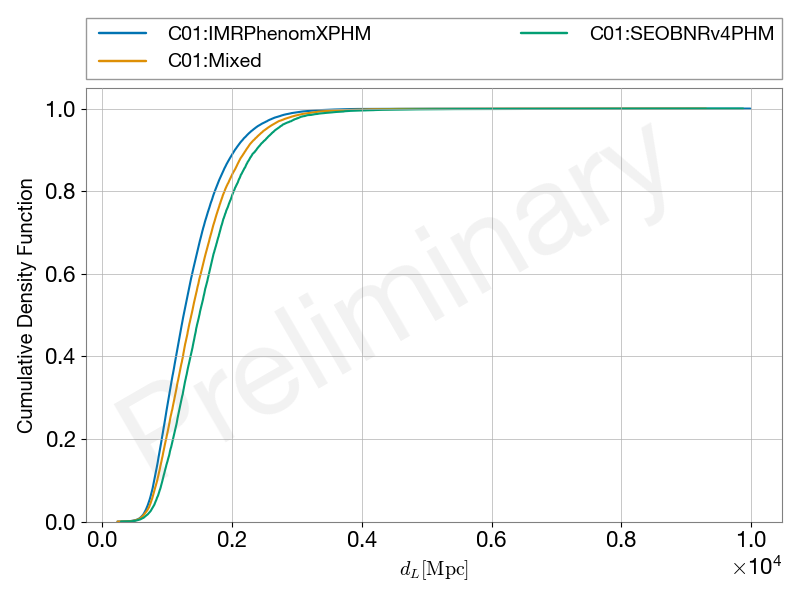 C01:IMRPhenomXPHM
C01:Mixed
C01:SEOBNRv4PHM
Cumulative Density Function
1.0
0.8
0.6
0.4
0.2
0.0
Preliminary
0.0 0.2 0.4 0.6 0.8 1.0
×10⁴
d_L[Mpc]